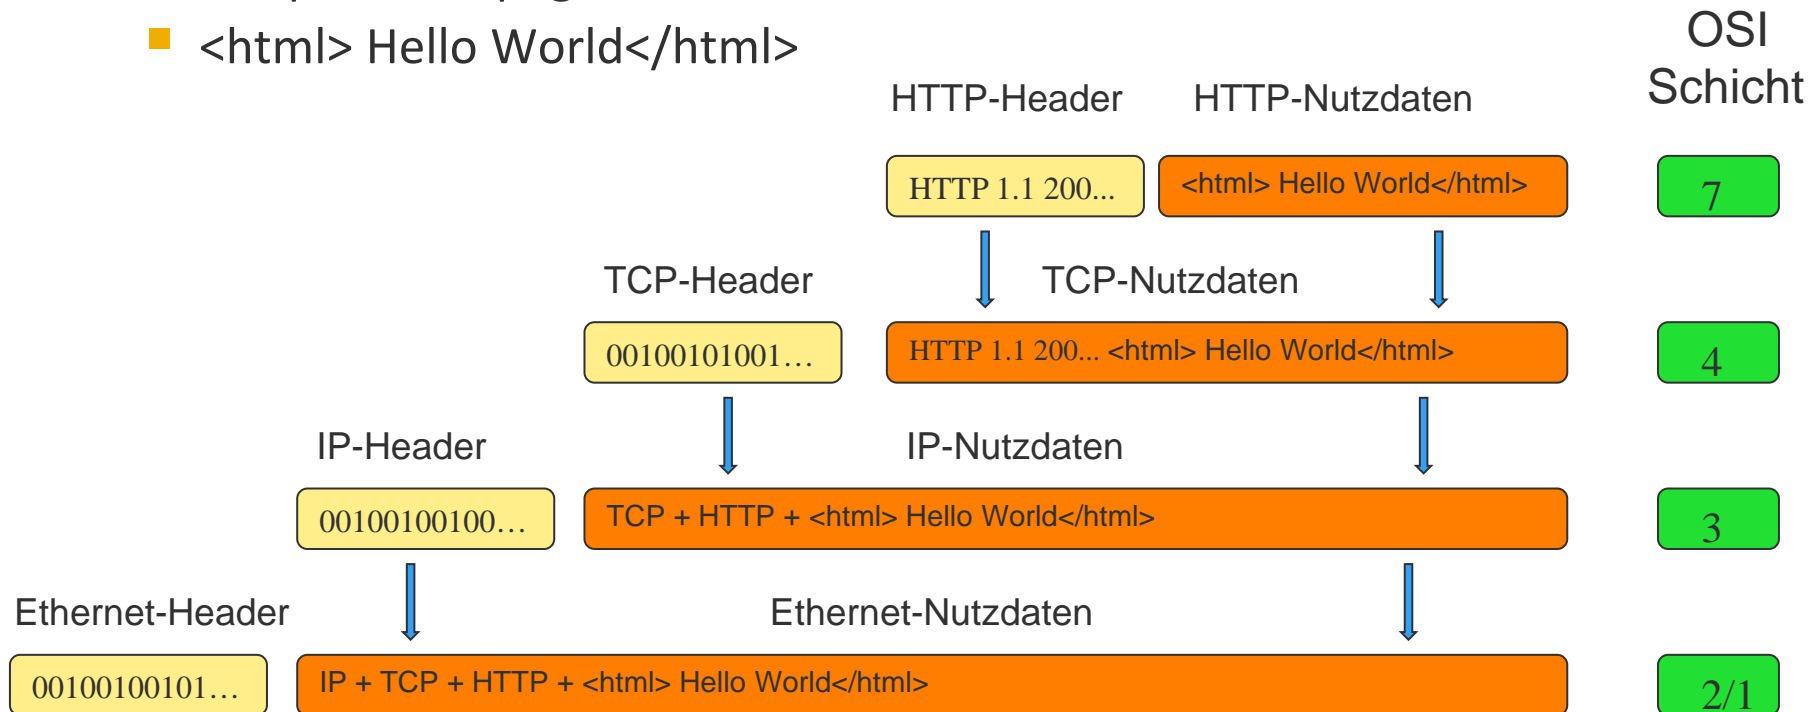 <html> Hello World</html>
OSI
Schicht
HTTP-Header HTTP-Nutzdaten
HTTP 1.1 200... <html> Hello World</html> 7
TCP-Header TCP-Nutzdaten
00100101001… HTTP 1.1 200... <html> Hello World</html> 4
IP-Header IP-Nutzdaten
00100100100… TCP + HTTP + <html> Hello World</html> 3
Ethernet-Header Ethernet-Nutzdaten
00100100101… IP + TCP + HTTP + <html> Hello World</html> 2/1